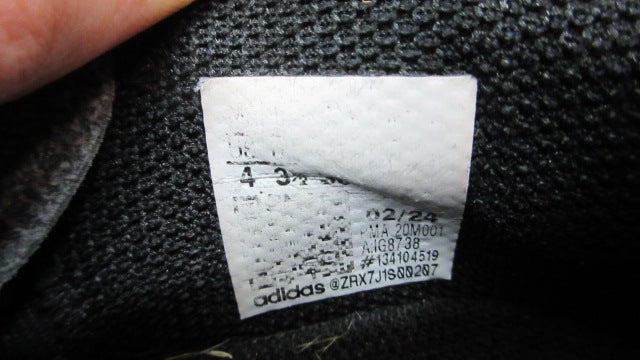 4 3½
02/24
PMA 20M001
A.IG8738
#134104519
adidas @ZRX7J1S00207